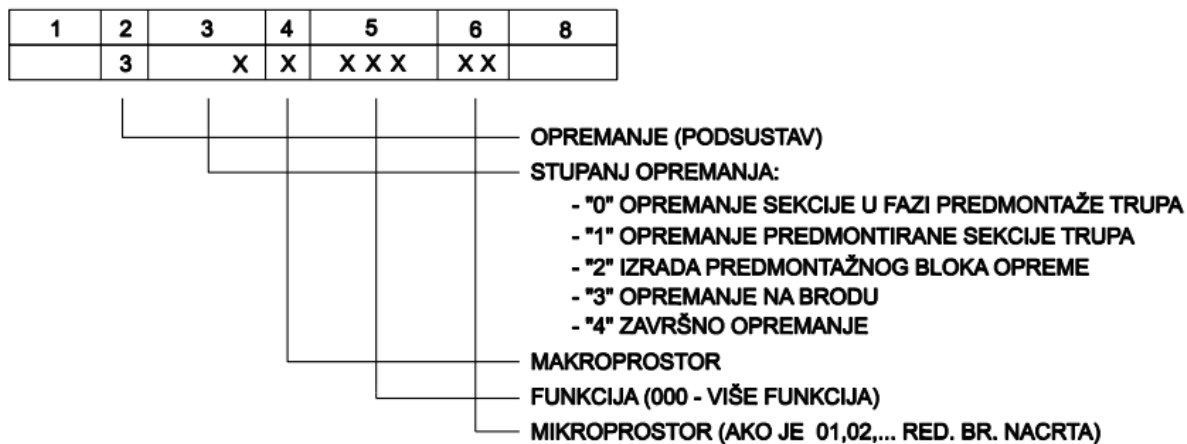 1 2 3 4 5 6 8
3 X X X X X X X
OPREMANJE (PODSUSTAV)
STUPANJ OPREMANJA:
- "0" OPREMANJE SEKCIJE U FAZI PREDMONTAŽE TRUPA
- "1" OPREMANJE PREDMONTIRANE SEKCIJE TRUPA
- "2" IZRADA PREDMONTAŽNOG BLOKA OPREME
- "3" OPREMANJE NA BRODU
- "4" ZAVRŠNO OPREMANJE
MAKROPROSTOR
FUNKCIJA (000 - VIŠE FUNKCIJA)
MIKROPROSTOR (AKO JE 01,02,... RED. BR. NACRTA)